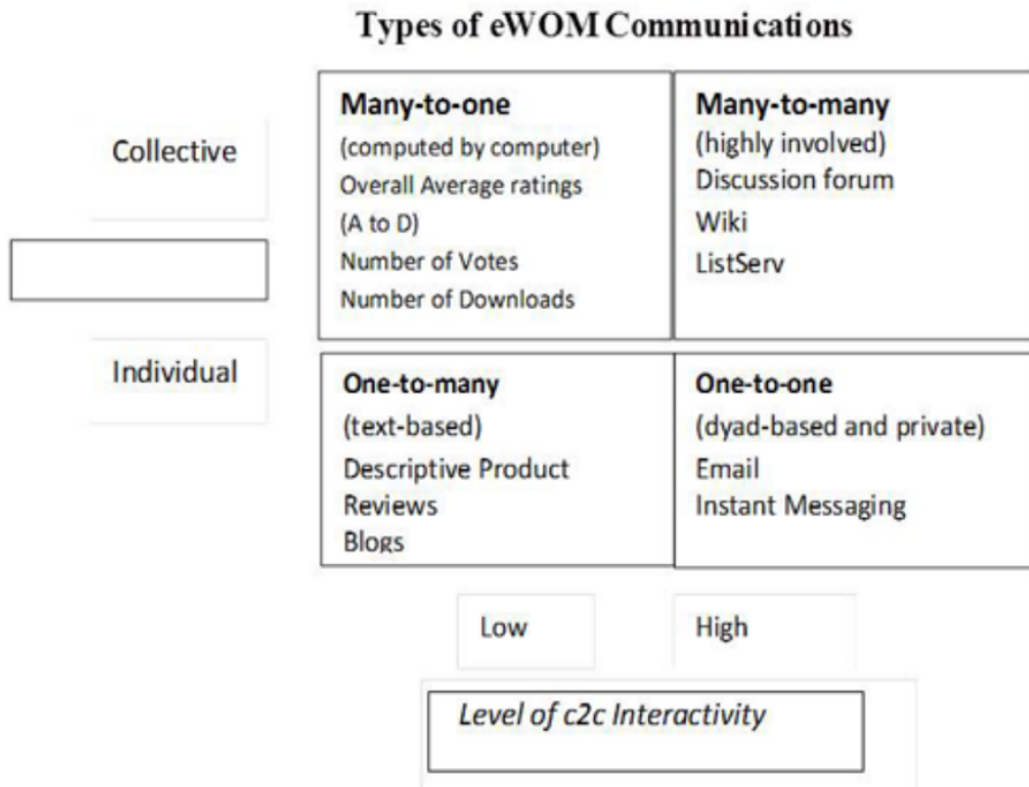 Types of eWOM Communications
Collective
Many-to-one
(computed by computer)
Overall Average ratings
(A to D)
Number of Votes
Number of Downloads
Many-to-many
(highly involved)
Discussion forum
Wiki
ListServ
Individual
One-to-many
(text-based)
Descriptive Product
Reviews
Blogs
One-to-one
(dyad-based and private)
Email
Instant Messaging
Low
High
Level of c2c Interactivity